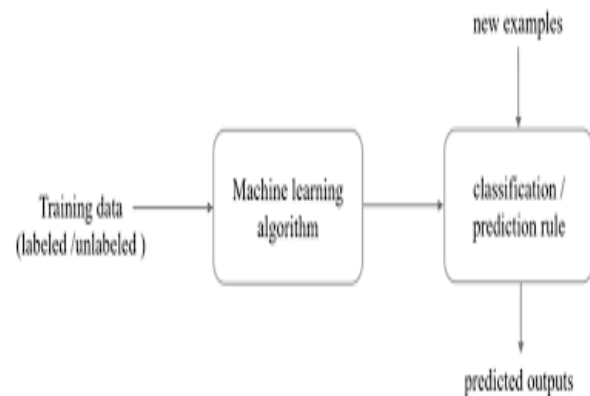 new examples
Training data
(labeled /unlabeled )
Machine learning
algorithm
classification /
prediction rule
predicted outputs